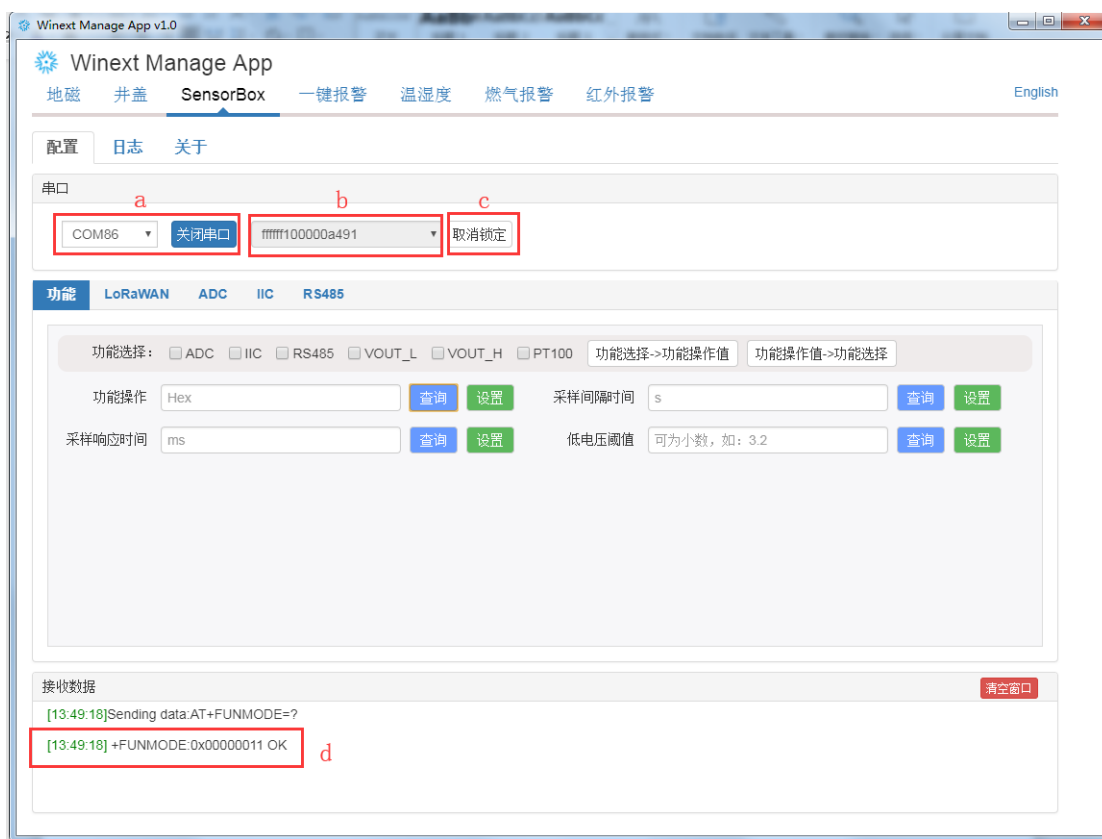 Winext Manage App v1.0
Winext Manage App
地磁 井盖 SensorBox 一键报警 温湿度 燃气报警 红外报警 English
配置 日志 关于
串口
a b c
COM86 关闭串口 ffffff100000a491 取消锁定
功能 LoRaWAN ADC IIC RS485
功能选择: ADC IIC RS485 VOUT_L VOUT_H PT100 功能选择->功能操作值 功能操作值->功能选择
功能操作 Hex 查询 设置 采样间隔时间 s 查询 设置
采样响应时间 ms 查询 设置 低电压阈值 可为小数，如：3.2 查询 设置
接收数据 清空窗口
[13:49:18]Sending data:AT+FUNMODE=?
[13:49:18] +FUNMODE:0x00000011 OK d